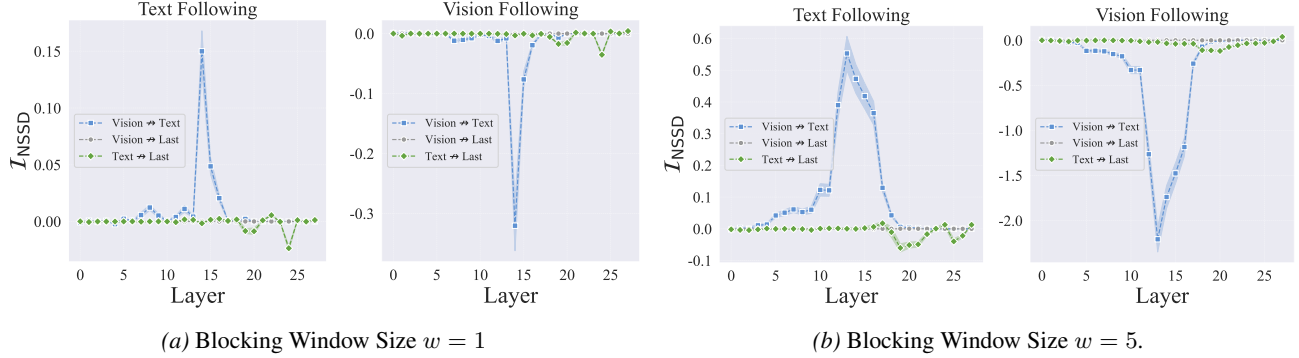 Text Following
Vision Following
0.15
0.10
0.05
0.00
Vision ↛ Text
Vision ↛ Last
Text ↛ Last
0.0
-0.1
-0.2
-0.3
Vision ↛ Text
Vision ↛ Last
Text ↛ Last
0 5 10 15 20 25
0 5 10 15 20 25
Layer
Layer
I_NSSD
(a) Blocking Window Size w = 1
Text Following
Vision Following
0.6
0.5
0.4
0.3
0.2
0.1
0.0
-0.1
Vision ↛ Text
Vision ↛ Last
Text ↛ Last
0.0
-0.5
-1.0
-1.5
-2.0
Vision ↛ Text
Vision ↛ Last
Text ↛ Last
0 5 10 15 20 25
0 5 10 15 20 25
Layer
Layer
I_NSSD
(b) Blocking Window Size w = 5.